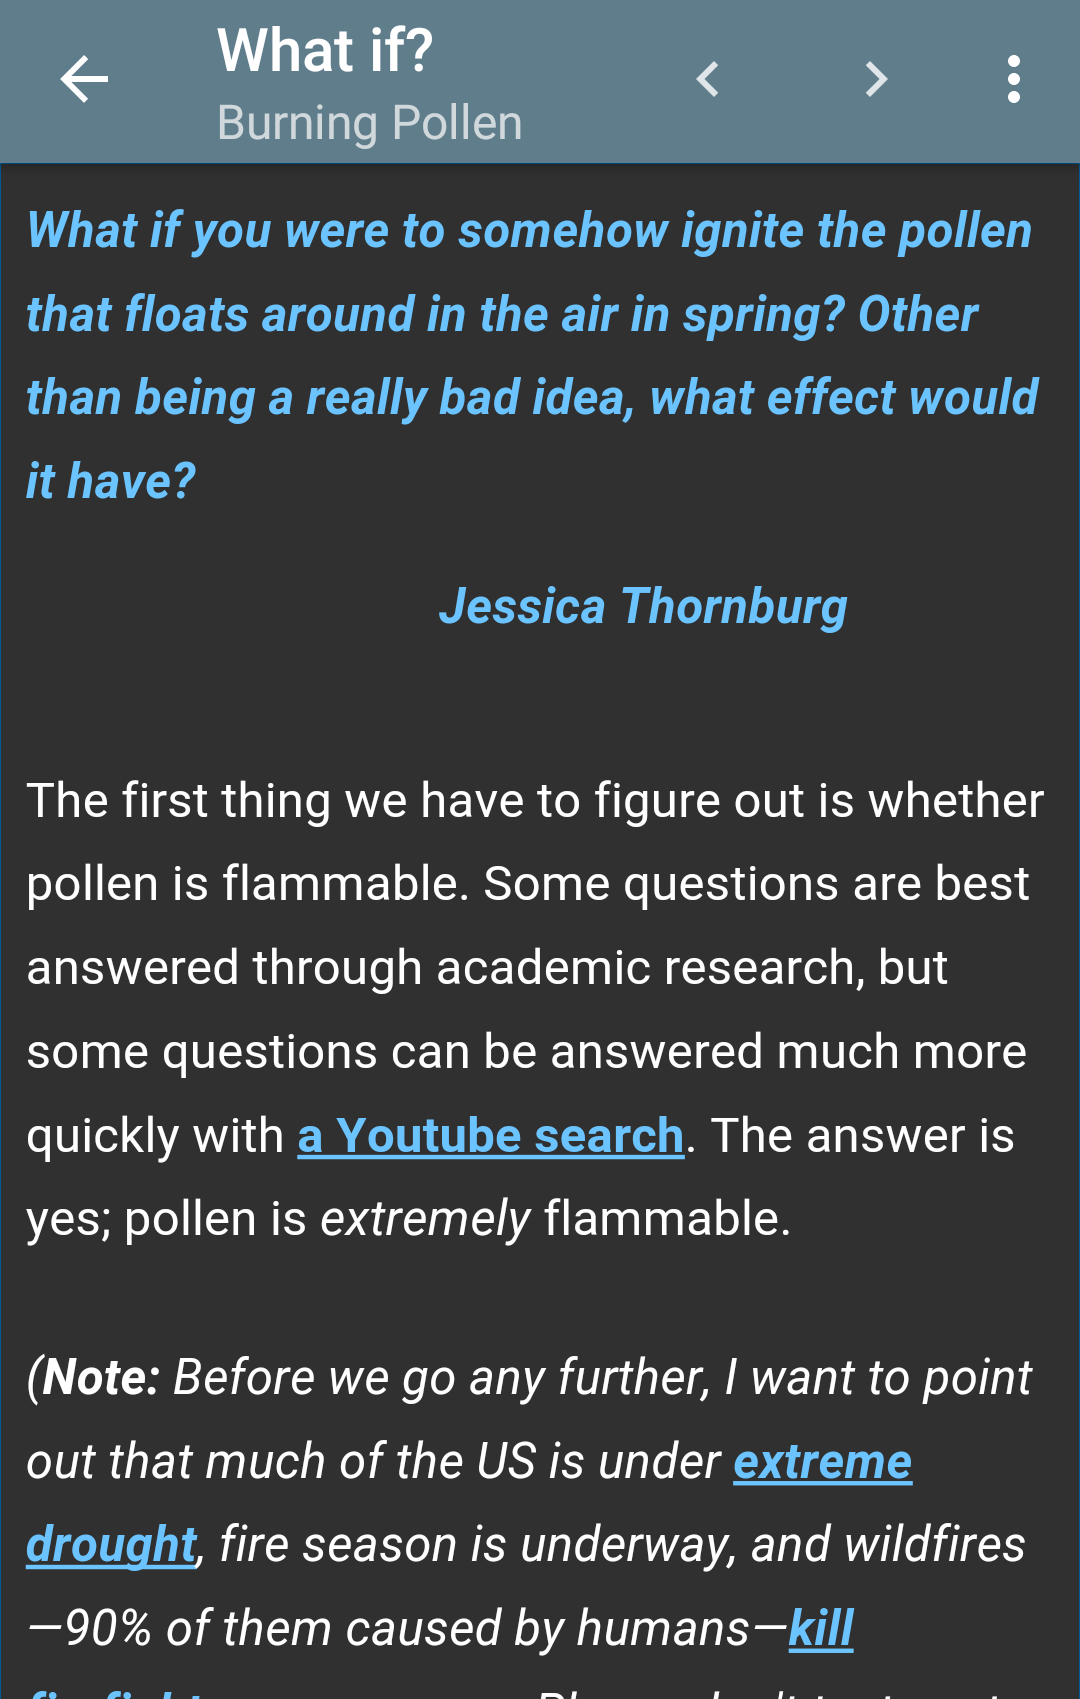 What if?
Burning Pollen
What if you were to somehow ignite the pollen
that floats around in the air in spring? Other
than being a really bad idea, what effect would
it have?
Jessica Thornburg
The first thing we have to figure out is whether
pollen is flammable. Some questions are best
answered through academic research, but
some questions can be answered much more
quickly with a Youtube search. The answer is
yes; pollen is extremely flammable.
(Note: Before we go any further, I want to point
out that much of the US is under extreme
drought, fire season is underway, and wildfires
—90% of them caused by humans—kill